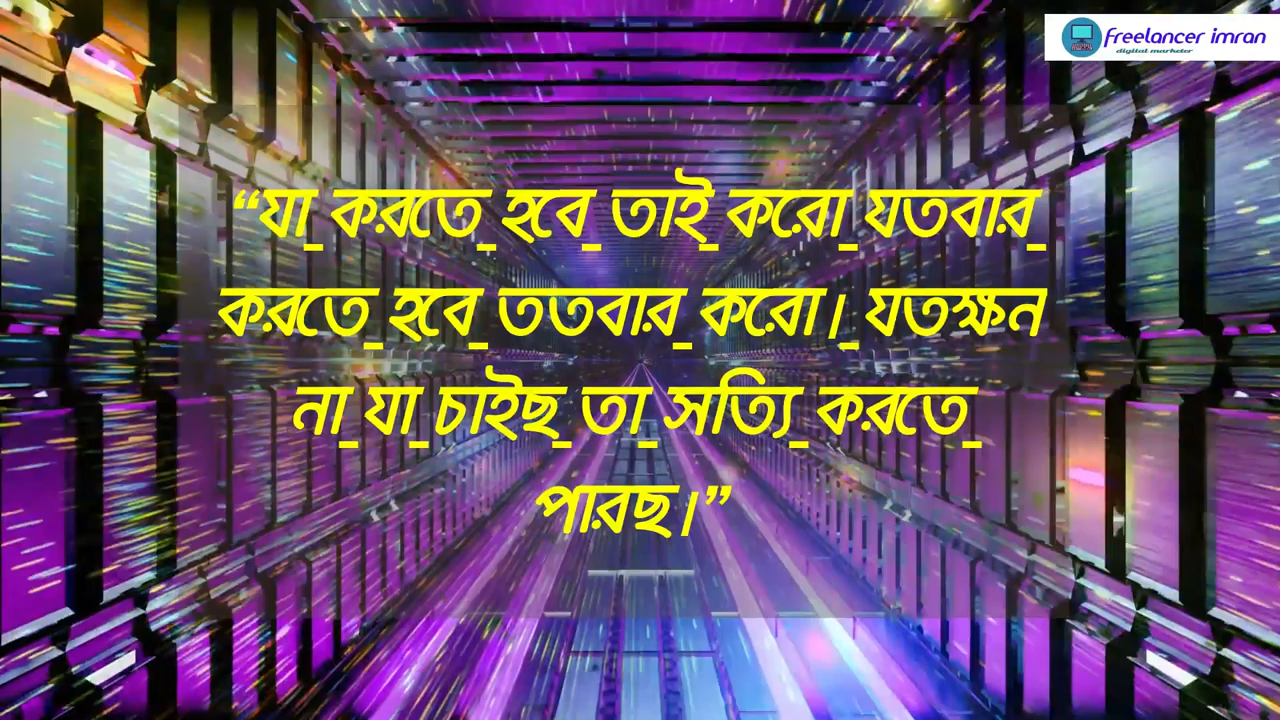 freelancer imran
digital marketer
“যা করতে হবে তাই করো যতবার
করতে হবে ততবার করো। যতক্ষন
না যা চাইছ তা সত্যি করতে
পারছ।”